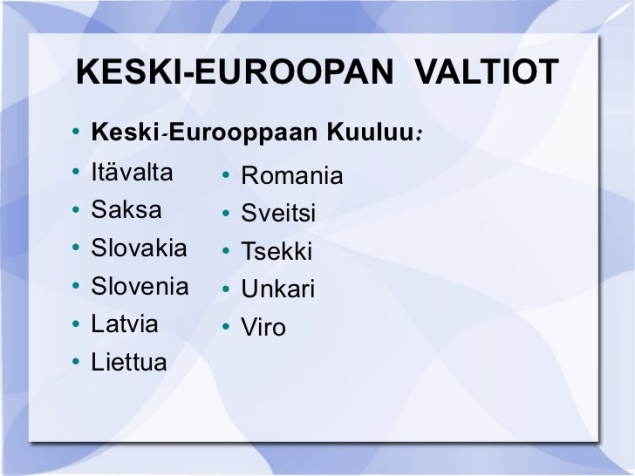 KESKI-EUROOPAN VALTIOT
• Keski-Eurooppaan Kuuluu:
• Itävalta
• Saksa
• Slovakia
• Slovenia
• Latvia
• Liettua
• Romania
• Sveitsi
• Tsekki
• Unkari
• Viro